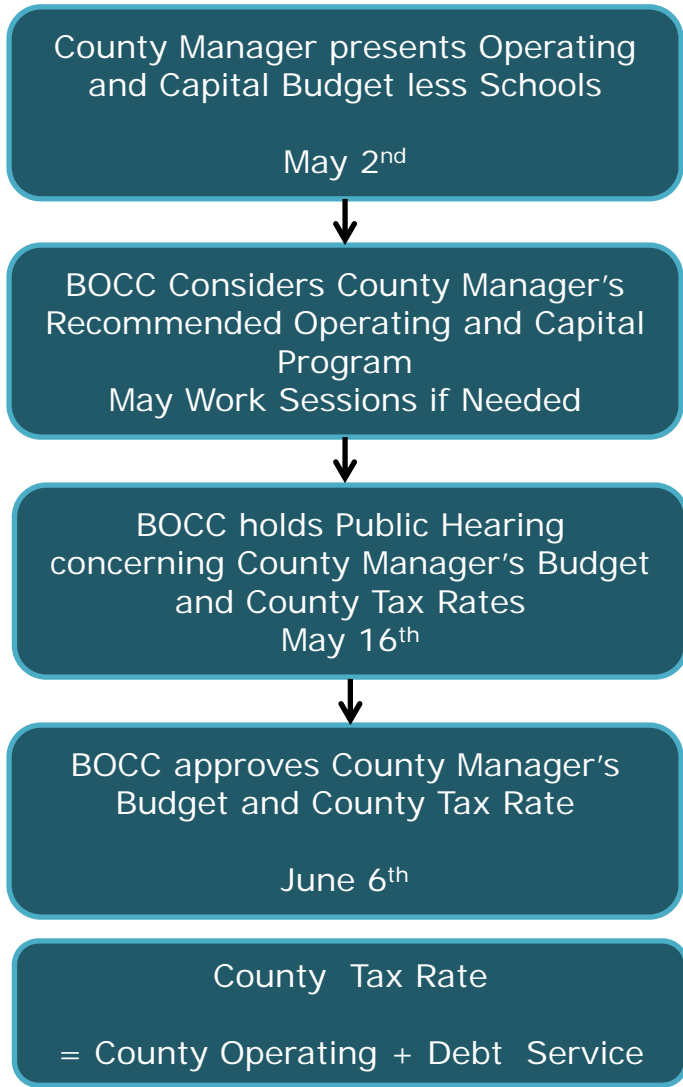 County Manager presents Operating
and Capital Budget less Schools
May 2nd
BOCC Considers County Manager's
Recommended Operating and Capital
Program
May Work Sessions if Needed
BOCC holds Public Hearing
concerning County Manager's Budget
and County Tax Rates
May 16th
BOCC approves County Manager's
Budget and County Tax Rate
June 6th
County Tax Rate
= County Operating + Debt Service